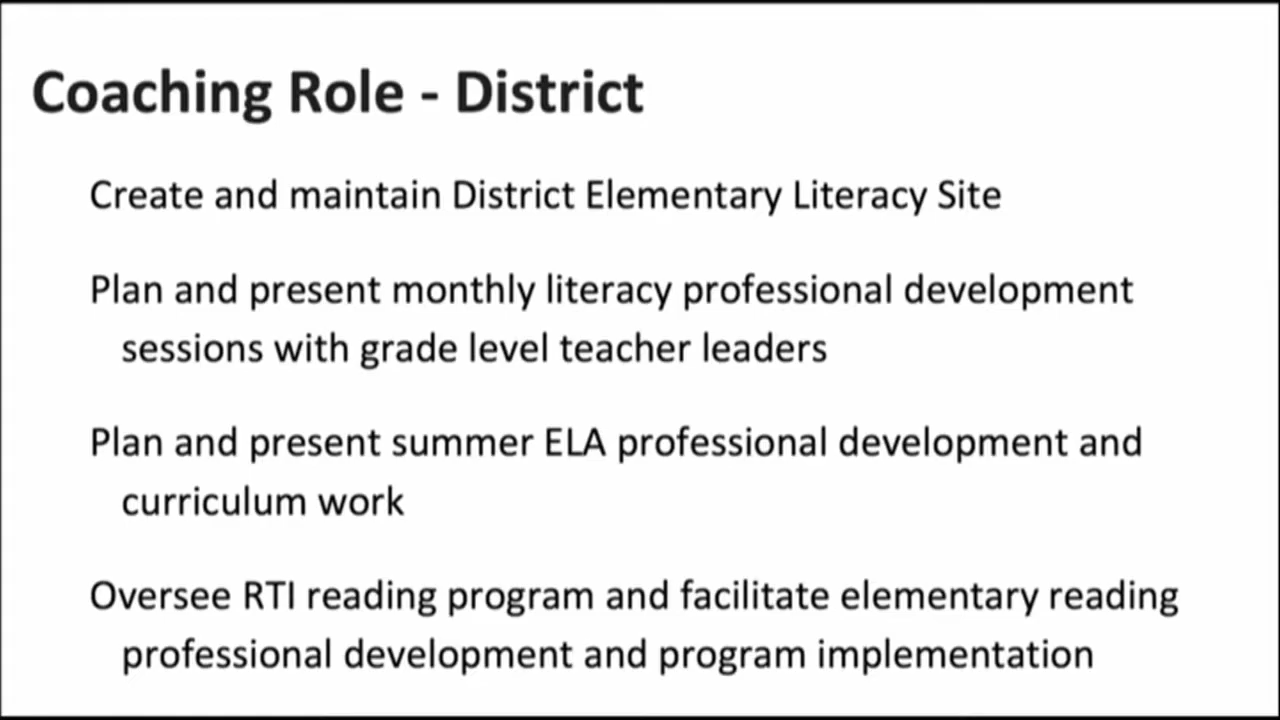 Coaching Role - District
Create and maintain District Elementary Literacy Site
Plan and present monthly literacy professional development
sessions with grade level teacher leaders
Plan and present summer ELA professional development and
curriculum work
Oversee RTI reading program and facilitate elementary reading
professional development and program implementation